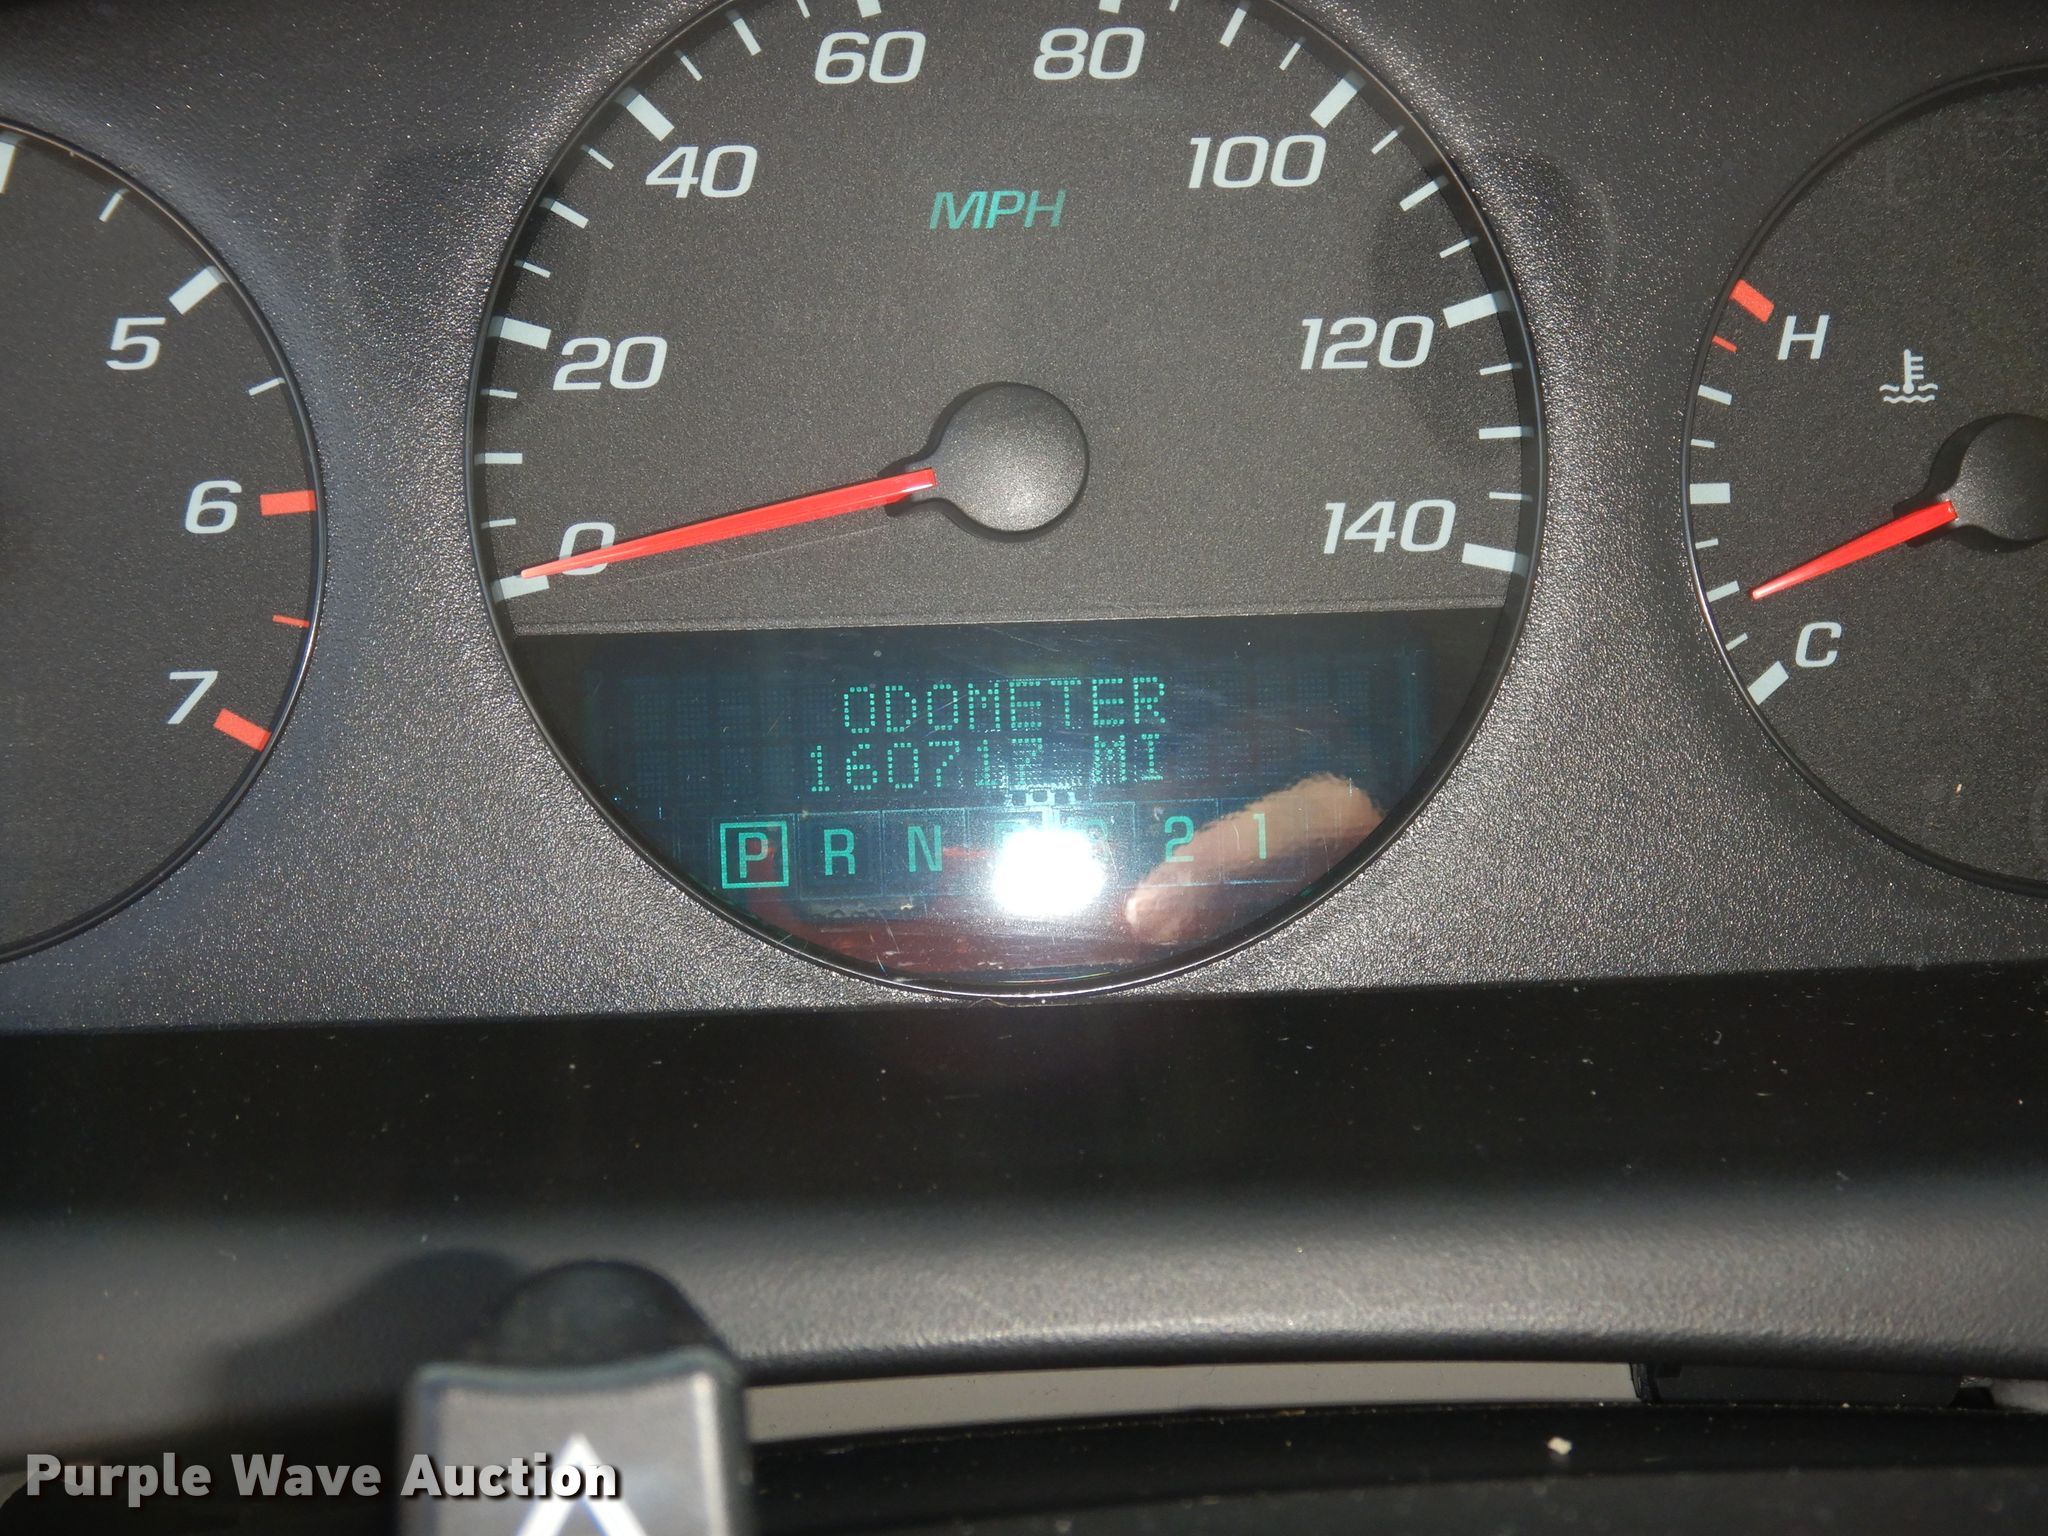 60 80
40 100
MPH
5 20 120 H
6 0 140
7 C
ODOMETER
160717 MI
P R N 2 1
Purple Wave Auction